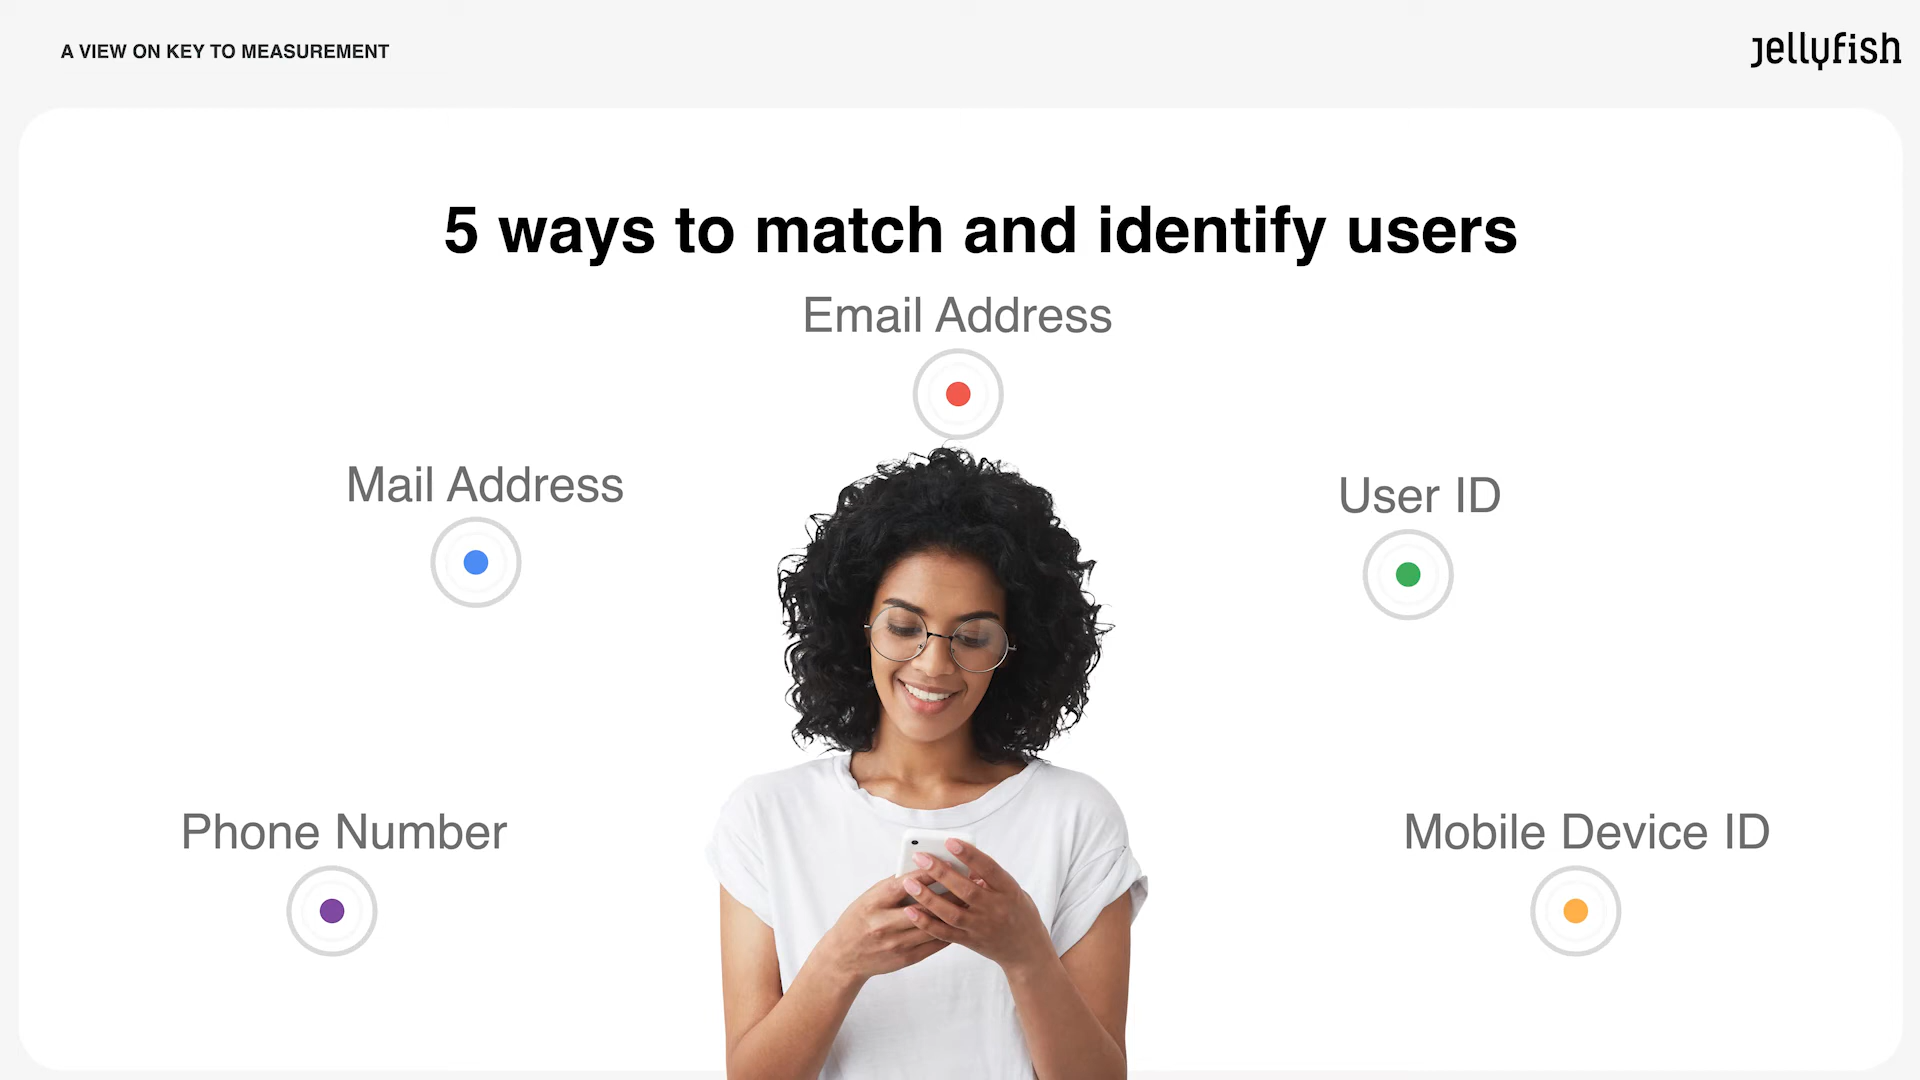 A VIEW ON KEY TO MEASUREMENT
jellyfish
5 ways to match and identify users
Email Address
Mail Address
User ID
Phone Number
Mobile Device ID